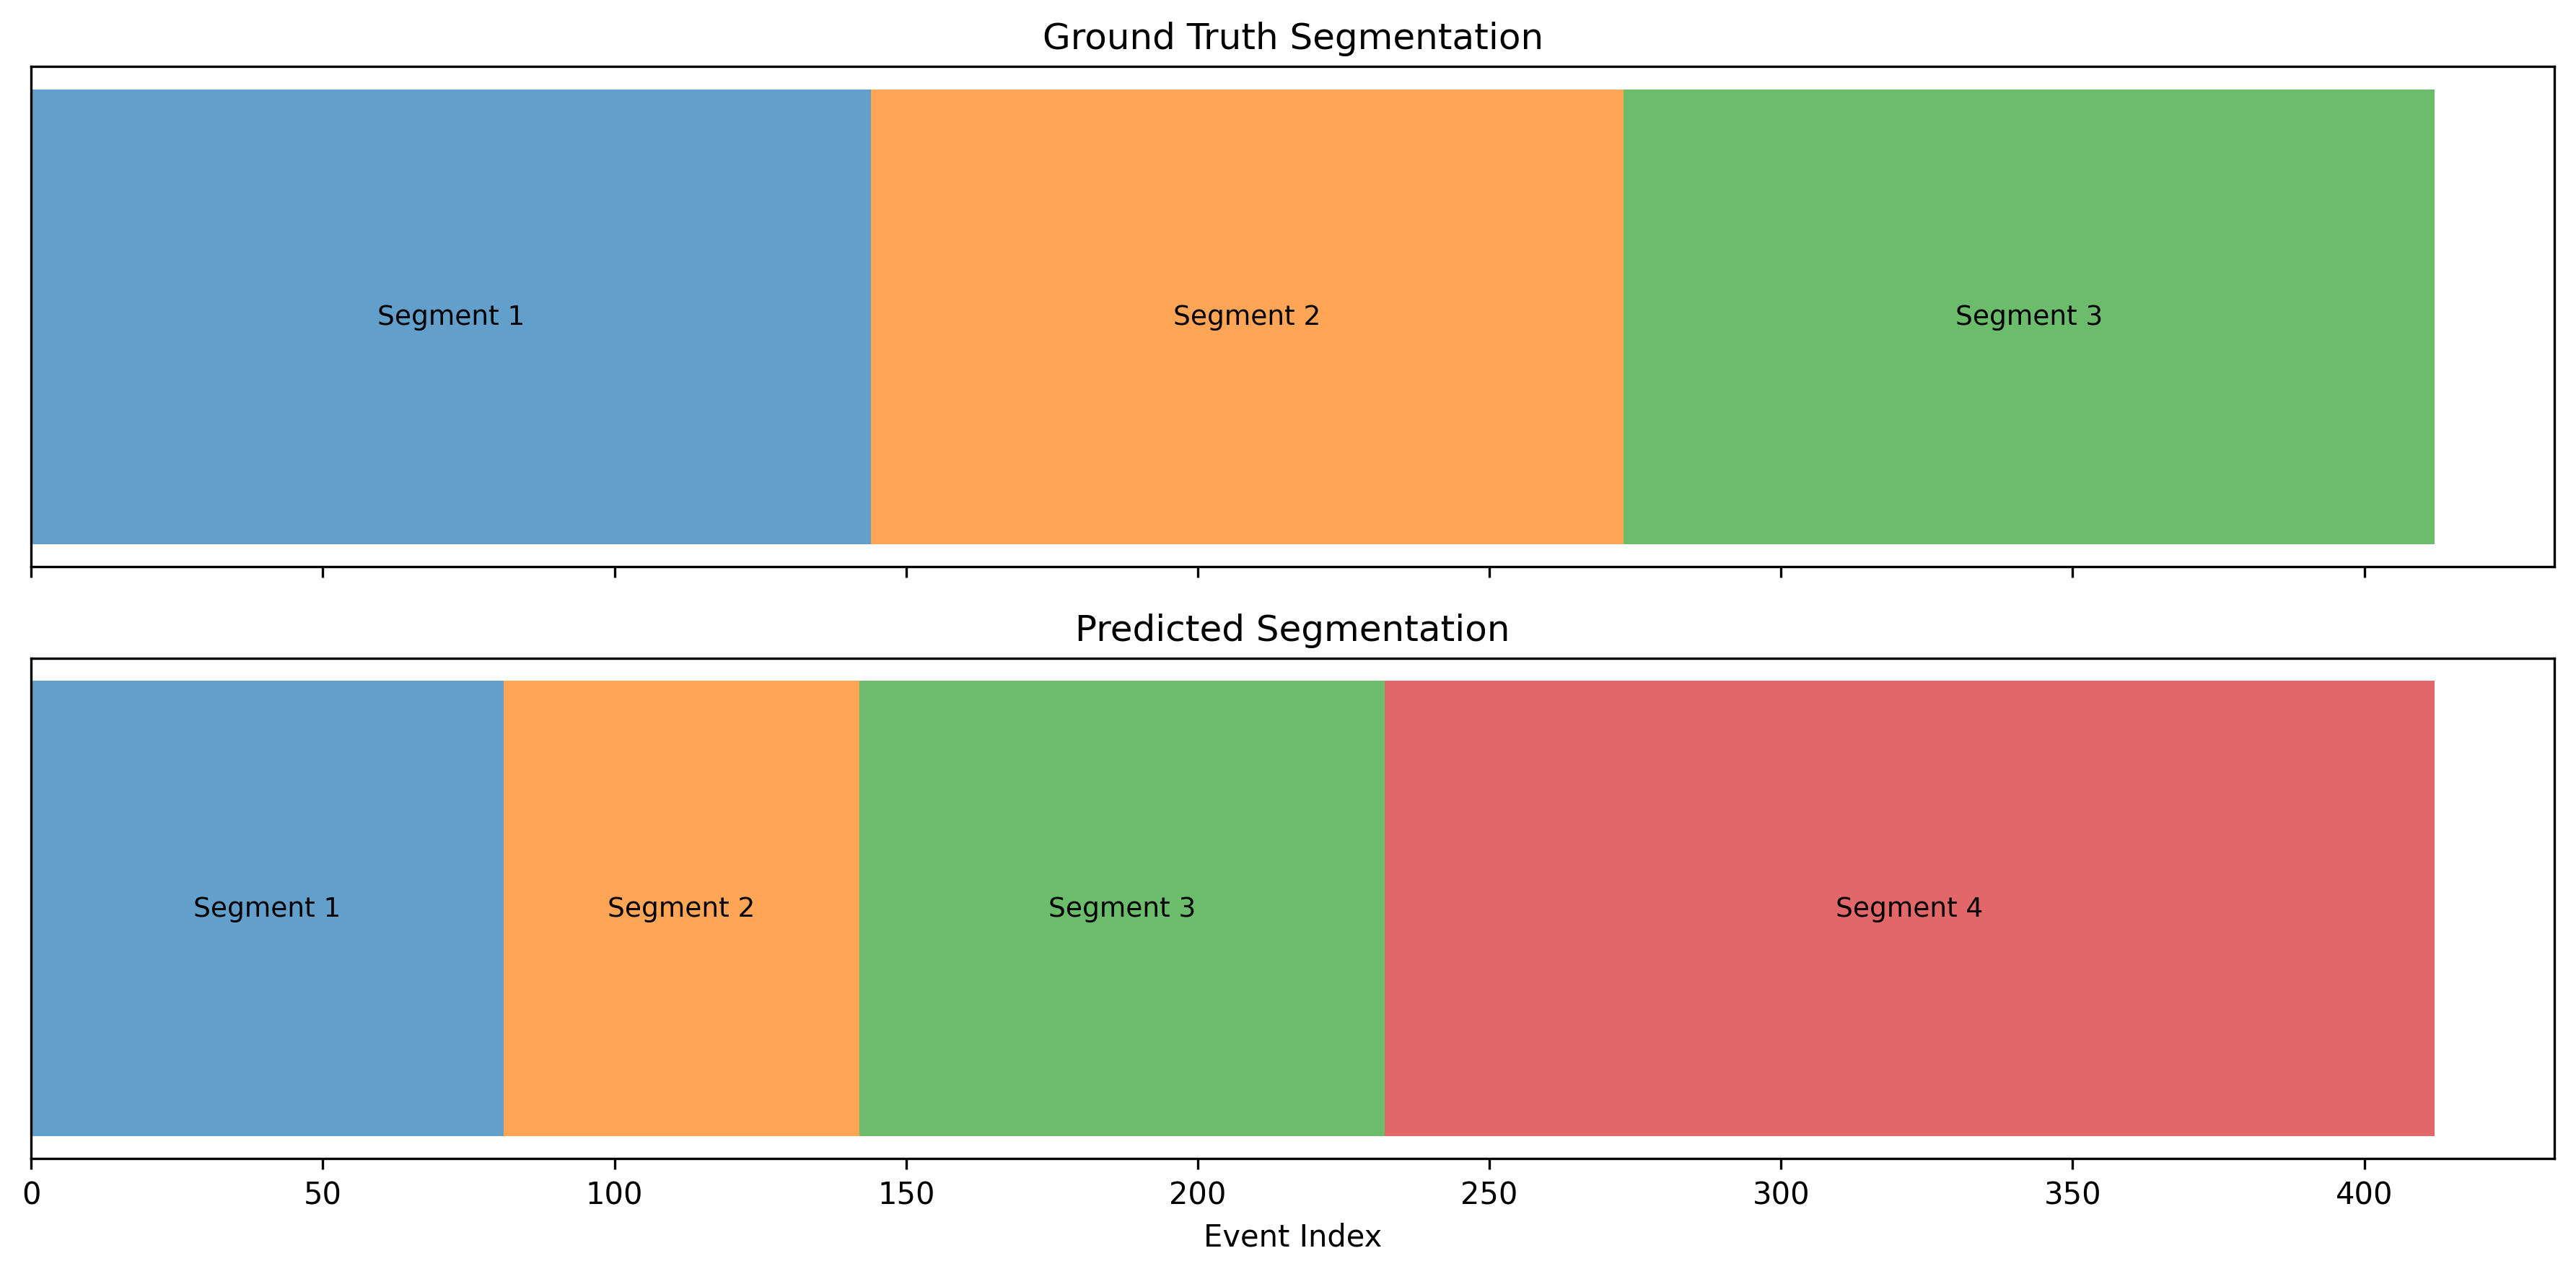 Ground Truth Segmentation
Segment 1 Segment 2 Segment 3
Predicted Segmentation
Segment 1 Segment 2 Segment 3 Segment 4
0 50 100 150 200 250 300 350 400
Event Index